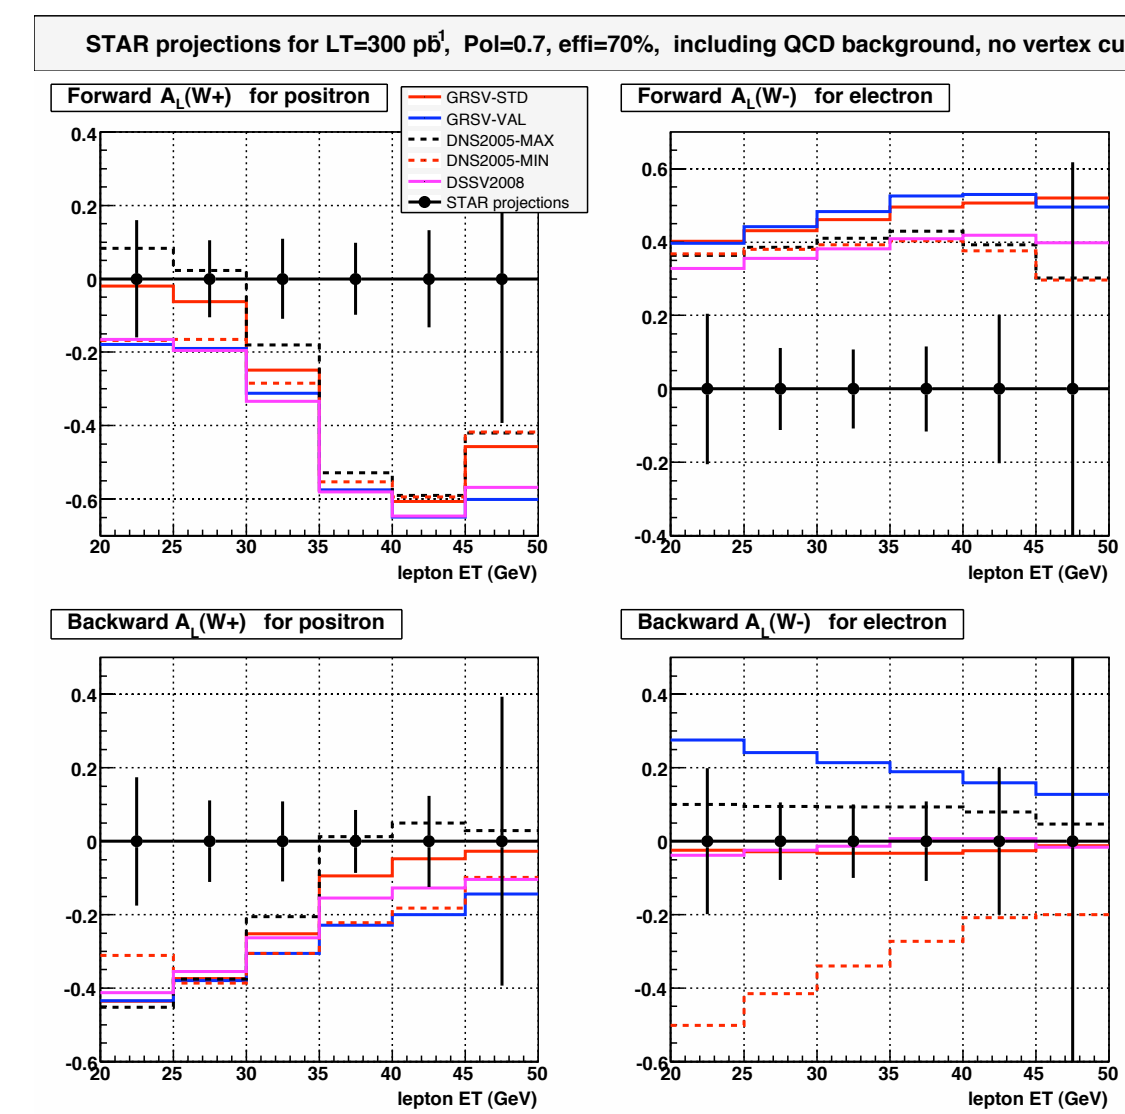 STAR projections for LT=300 pb-1, Pol=0.7, effi=70%, including QCD background, no vertex cu
Forward AL(W+) for positron
GRSV-STD
GRSV-VAL
DNS2005-MAX
DNS2005-MIN
DSSV2008
STAR projections
0.4
0.2
0
-0.2
-0.4
-0.6
20 25 30 35 40 45 50
lepton ET (GeV)
Forward AL(W-) for electron
0.6
0.4
0.2
0
-0.2
-0.4
20 25 30 35 40 45 50
lepton ET (GeV)
Backward AL(W+) for positron
0.4
0.2
0
-0.2
-0.4
-0.6
20 25 30 35 40 45 50
lepton ET (GeV)
Backward AL(W-) for electron
0.4
0.2
0
-0.2
-0.4
-0.6
20 25 30 35 40 45 50
lepton ET (GeV)